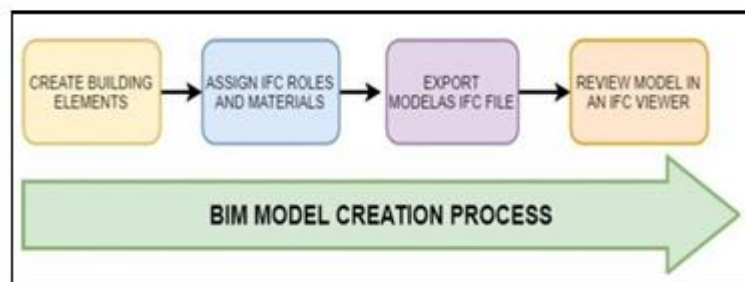 CREATE BUILDING
ELEMENTS
ASSIGN IFC ROLES
AND MATERIALS
EXPORT
MODELAS IFC FILE
REVIEW MODEL IN
AN IFC VIEWER
BIM MODEL CREATION PROCESS